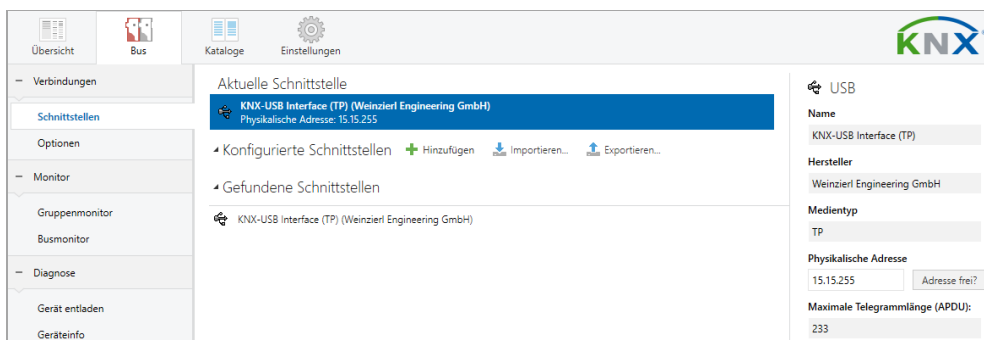 Übersicht
Bus
Kataloge
Einstellungen
KNX
Verbindungen
Schnittstellen
Optionen
Monitor
Gruppenmonitor
Busmonitor
Diagnose
Gerät entladen
Geräteinfo
Aktuelle Schnittstelle
KNX-USB Interface (TP) (Weinzierl Engineering GmbH)
Physikalische Adresse: 15.15.255
Konfigurierte Schnittstellen Hinzufügen Importieren... Exportieren...
Gefundene Schnittstellen
KNX-USB Interface (TP) (Weinzierl Engineering GmbH)
USB
Name
KNX-USB Interface (TP)
Hersteller
Weinzierl Engineering GmbH
Medientyp
TP
Physikalische Adresse
15.15.255 Adresse frei?
Maximale Telegrammlänge (APDU):
233